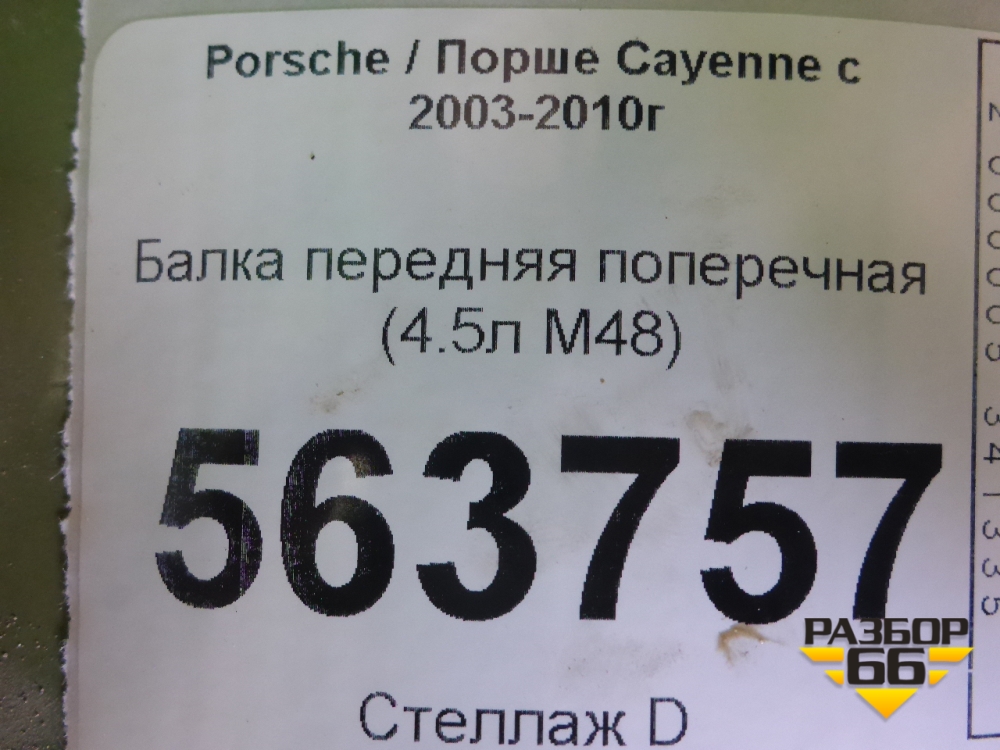 Porsche / Порше Cayenne с
2003-2010г
Балка передняя поперечная
(4.5л M48)
563757
Стеллаж D
РАЗБОР
66